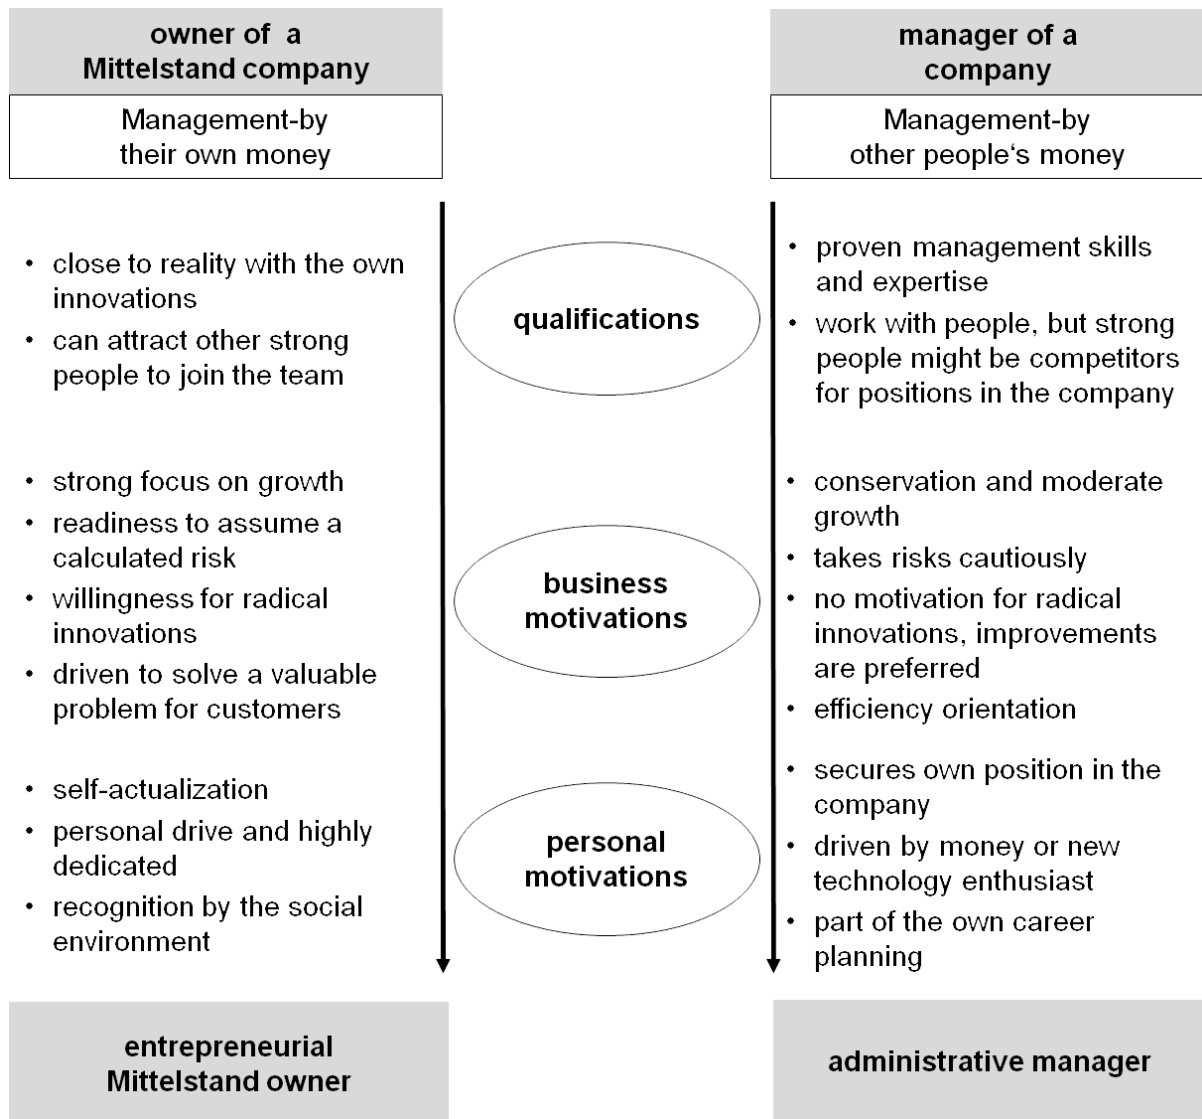 owner of a
Mittelstand company
Management-by
their own money
• close to reality with the own
innovations
• can attract other strong
people to join the team
• strong focus on growth
• readiness to assume a
calculated risk
• willingness for radical
innovations
• driven to solve a valuable
problem for customers
• self-actualization
• personal drive and highly
dedicated
• recognition by the social
environment
entrepreneurial
Mittelstand owner
qualifications
business
motivations
personal
motivations
manager of a
company
Management-by
other people‘s money
• proven management skills
and expertise
• work with people, but strong
people might be competitors
for positions in the company
• conservation and moderate
growth
• takes risks cautiously
• no motivation for radical
innovations, improvements
are preferred
• efficiency orientation
• secures own position in the
company
• driven by money or new
technology enthusiast
• part of the own career
planning
administrative manager